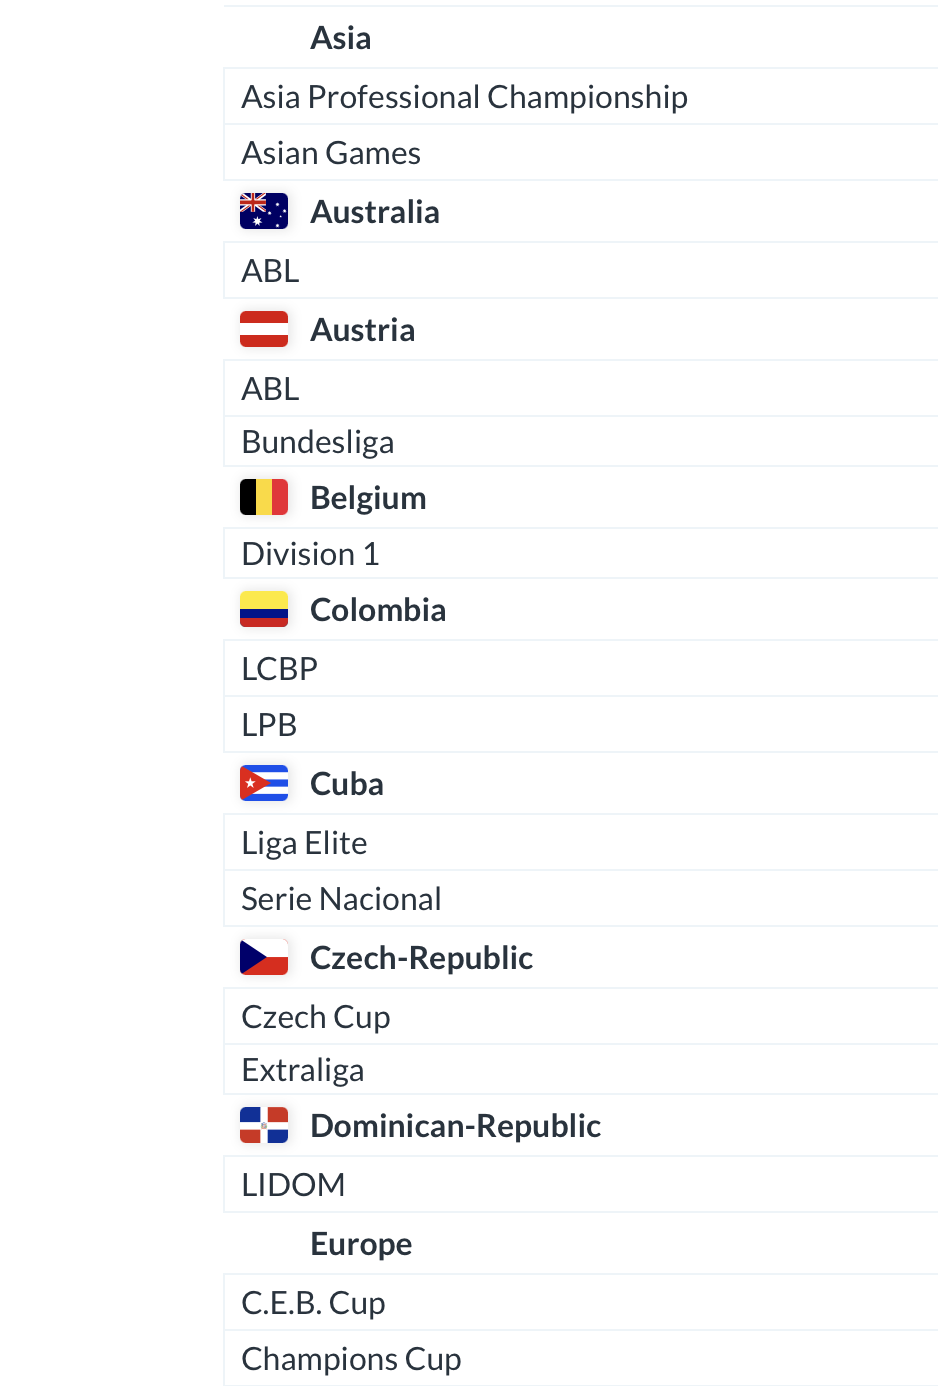 Asia
Asia Professional Championship
Asian Games
Australia
ABL
Austria
ABL
Bundesliga
Belgium
Division 1
Colombia
LCBP
LPB
Cuba
Liga Elite
Serie Nacional
Czech-Republic
Czech Cup
Extraliga
Dominican-Republic
LIDOM
Europe
C.E.B. Cup
Champions Cup